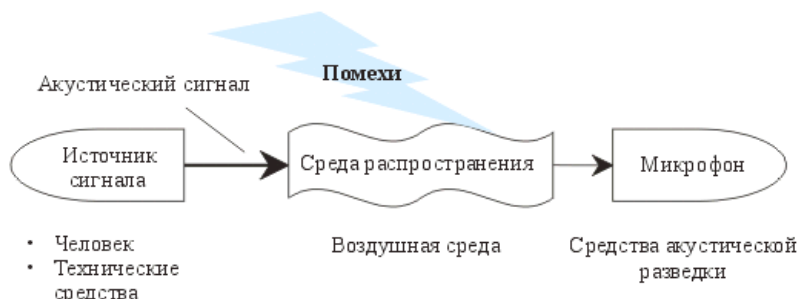 Помехи
Акустический сигнал
Источник
сигнала
Среда распространения
Микрофон
• Человек
• Технические
средства
Воздушная среда
Средства акустической
разведки